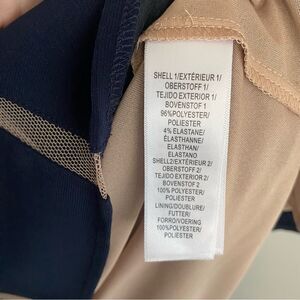 SHELL 1/EXTÉRIEUR 1/
OBERSTOFF 1/
TEJIDO EXTERIOR 1/
BOVENSTOF 1
96%POLYESTER/
POLIESTER
4% ELASTANE/
ÉLASTHANNE/
ELASTHAN/
ELASTANO
SHELL2/EXTÉRIEUR 2/
OBERSTOFF 2/
TEJIDO EXTERIOR 2/
BOVENSTOF 2
100% POLYESTER/
POLIESTER
LINING/DOUBLURE/
FUTTER/
FORRO/VOERING
100%POLYESTER/
POLIESTER